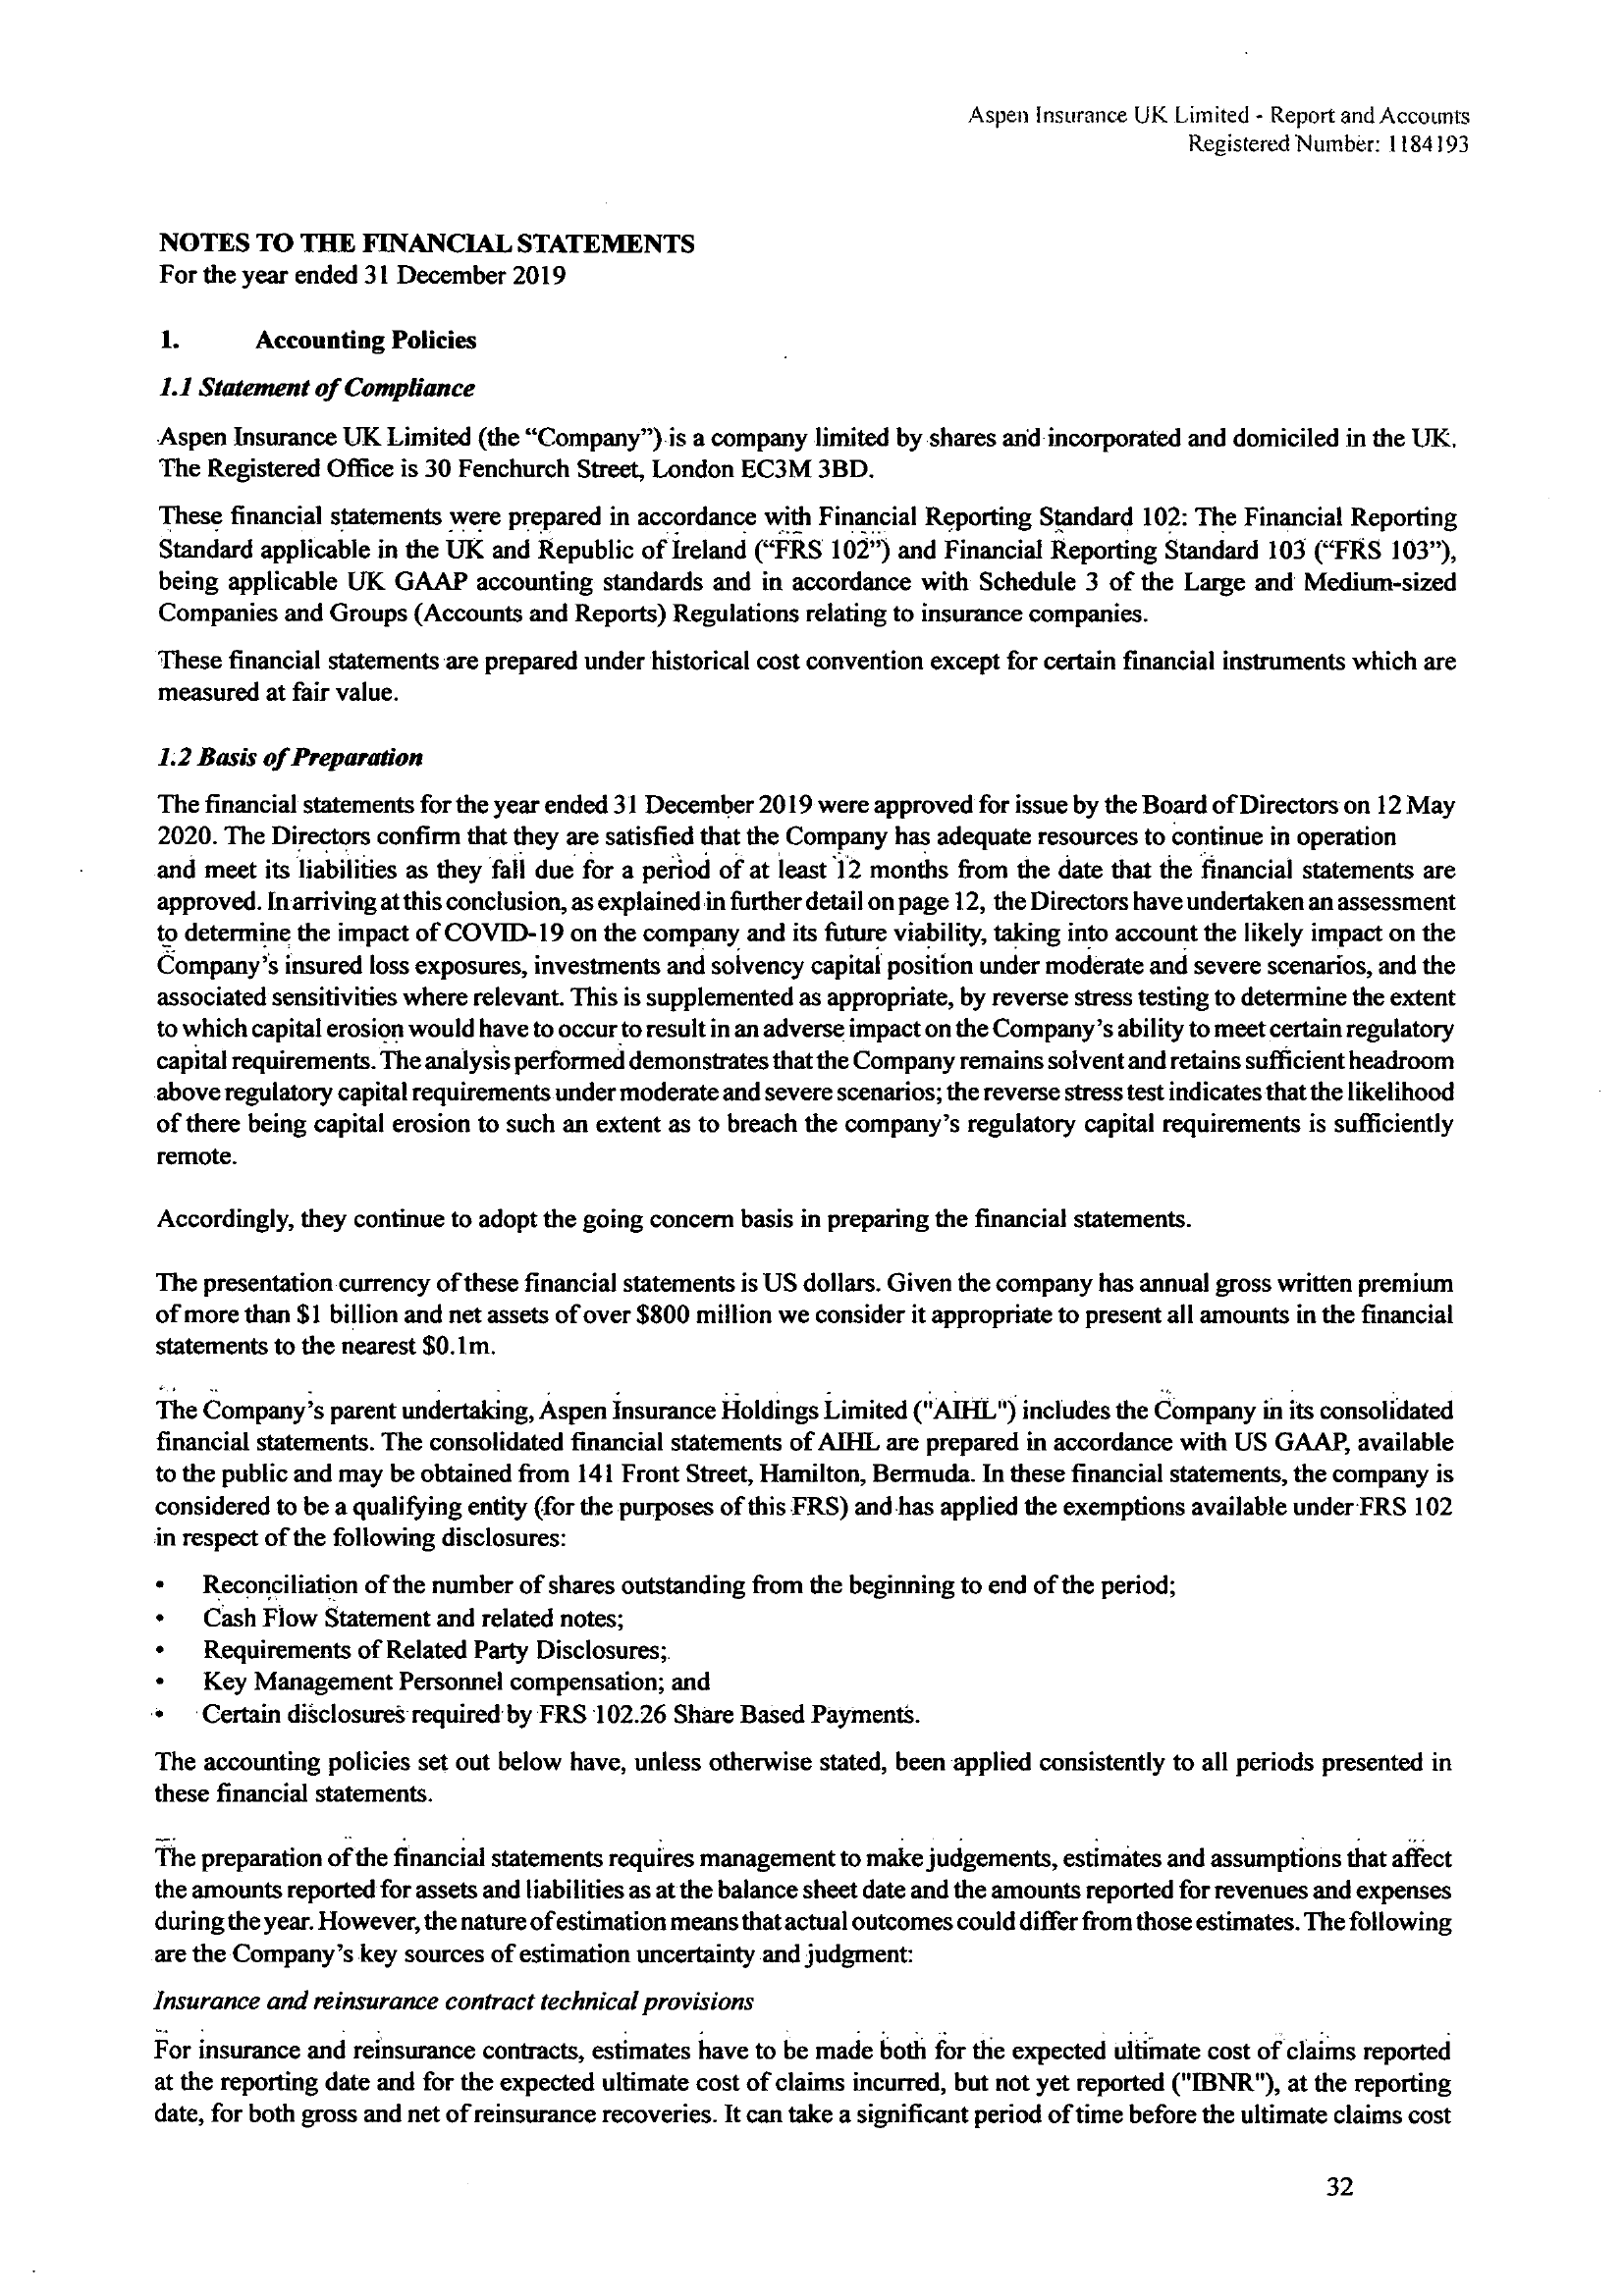 Aspen Insurance UK Limited - Report and Accounts
Registered Number: 1184193
NOTES TO THE FINANCIAL STATEMENTS
For the year ended 31 December 2019
1. Accounting Policies
1.1 Statement of Compliance
Aspen Insurance UK Limited (the “Company”) is a company limited by shares and incorporated and domiciled in the UK.
The Registered Office is 30 Fenchurch Street, London EC3M 3BD.
These financial statements were prepared in accordance with Financial Reporting Standard 102: The Financial Reporting
Standard applicable in the UK and Republic of Ireland (“FRS 102”) and Financial Reporting Standard 103 (“FRS 103”),
being applicable UK GAAP accounting standards and in accordance with Schedule 3 of the Large and Medium-sized
Companies and Groups (Accounts and Reports) Regulations relating to insurance companies.
These financial statements are prepared under historical cost convention except for certain financial instruments which are
measured at fair value.
1.2 Basis of Preparation
The financial statements for the year ended 31 December 2019 were approved for issue by the Board of Directors on 12 May
2020. The Directors confirm that they are satisfied that the Company has adequate resources to continue in operation
and meet its liabilities as they fall due for a period of at least 12 months from the date that the financial statements are
approved. In arriving at this conclusion, as explained in further detail on page 12, the Directors have undertaken an assessment
to determine the impact of COVID-19 on the company and its future viability, taking into account the likely impact on the
Company’s insured loss exposures, investments and solvency capital position under moderate and severe scenarios, and the
associated sensitivities where relevant. This is supplemented as appropriate, by reverse stress testing to determine the extent
to which capital erosion would have to occur to result in an adverse impact on the Company’s ability to meet certain regulatory
capital requirements. The analysis performed demonstrates that the Company remains solvent and retains sufficient headroom
above regulatory capital requirements under moderate and severe scenarios; the reverse stress test indicates that the likelihood
of there being capital erosion to such an extent as to breach the company’s regulatory capital requirements is sufficiently
remote.
Accordingly, they continue to adopt the going concern basis in preparing the financial statements.
The presentation currency of these financial statements is US dollars. Given the company has annual gross written premium
of more than $1 billion and net assets of over $800 million we consider it appropriate to present all amounts in the financial
statements to the nearest $0.1m.
The Company’s parent undertaking, Aspen Insurance Holdings Limited ("AIHL") includes the Company in its consolidated
financial statements. The consolidated financial statements of AIHL are prepared in accordance with US GAAP, available
to the public and may be obtained from 141 Front Street, Hamilton, Bermuda. In these financial statements, the company is
considered to be a qualifying entity (for the purposes of this FRS) and has applied the exemptions available under FRS 102
in respect of the following disclosures:
• Reconciliation of the number of shares outstanding from the beginning to end of the period;
• Cash Flow Statement and related notes;
• Requirements of Related Party Disclosures;
• Key Management Personnel compensation; and
• Certain disclosures required by FRS 102.26 Share Based Payments.
The accounting policies set out below have, unless otherwise stated, been applied consistently to all periods presented in
these financial statements.
The preparation of the financial statements requires management to make judgements, estimates and assumptions that affect
the amounts reported for assets and liabilities as at the balance sheet date and the amounts reported for revenues and expenses
during the year. However, the nature of estimation means that actual outcomes could differ from those estimates. The following
are the Company’s key sources of estimation uncertainty and judgment:
Insurance and reinsurance contract technical provisions
For insurance and reinsurance contracts, estimates have to be made both for the expected ultimate cost of claims reported
at the reporting date and for the expected ultimate cost of claims incurred, but not yet reported ("IBNR"), at the reporting
date, for both gross and net of reinsurance recoveries. It can take a significant period of time before the ultimate claims cost
32